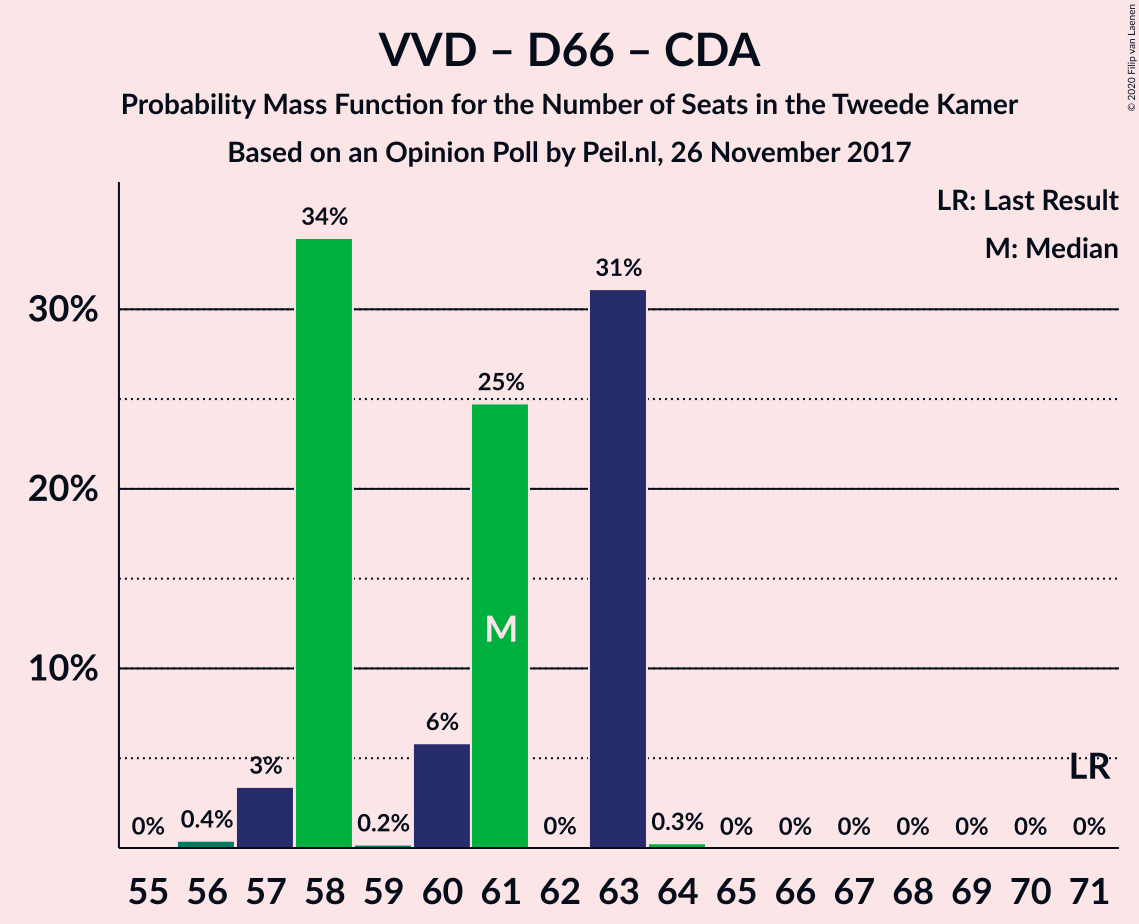 VVD – D66 – CDA
Probability Mass Function for the Number of Seats in the Tweede Kamer
Based on an Opinion Poll by Peil.nl, 26 November 2017
© 2020 Filip van Laenen
LR: Last Result
M: Median
30%
20%
10%
0%
0.4%
3%
34%
0.2%
6%
25%
0%
31%
0.3%
0%
0%
0%
0%
0%
0%
0%
M
LR
55 56 57 58 59 60 61 62 63 64 65 66 67 68 69 70 71